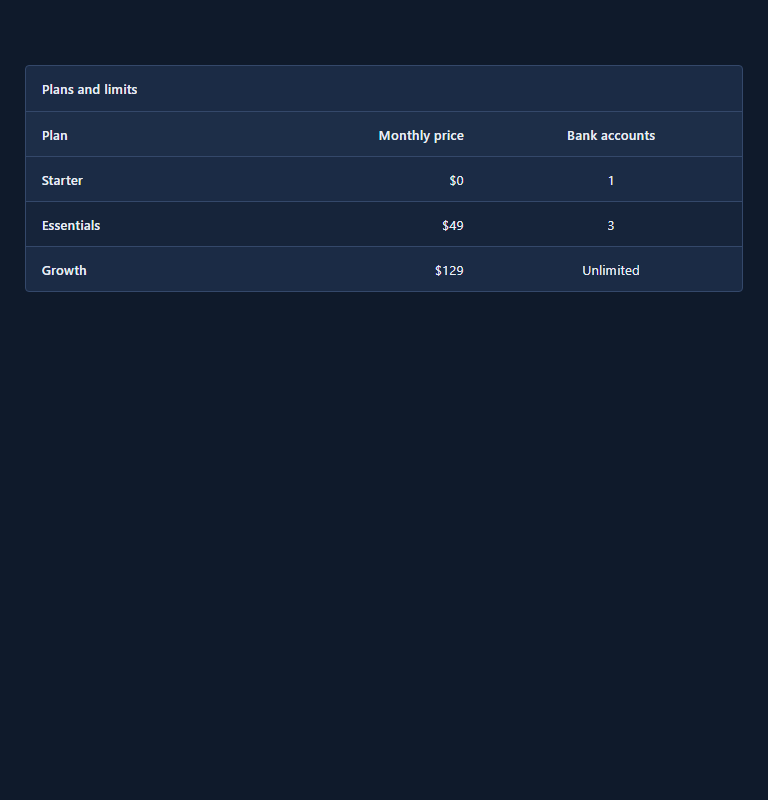 Plans and limits
Plan Monthly price Bank accounts
Starter $0 1
Essentials $49 3
Growth $129 Unlimited